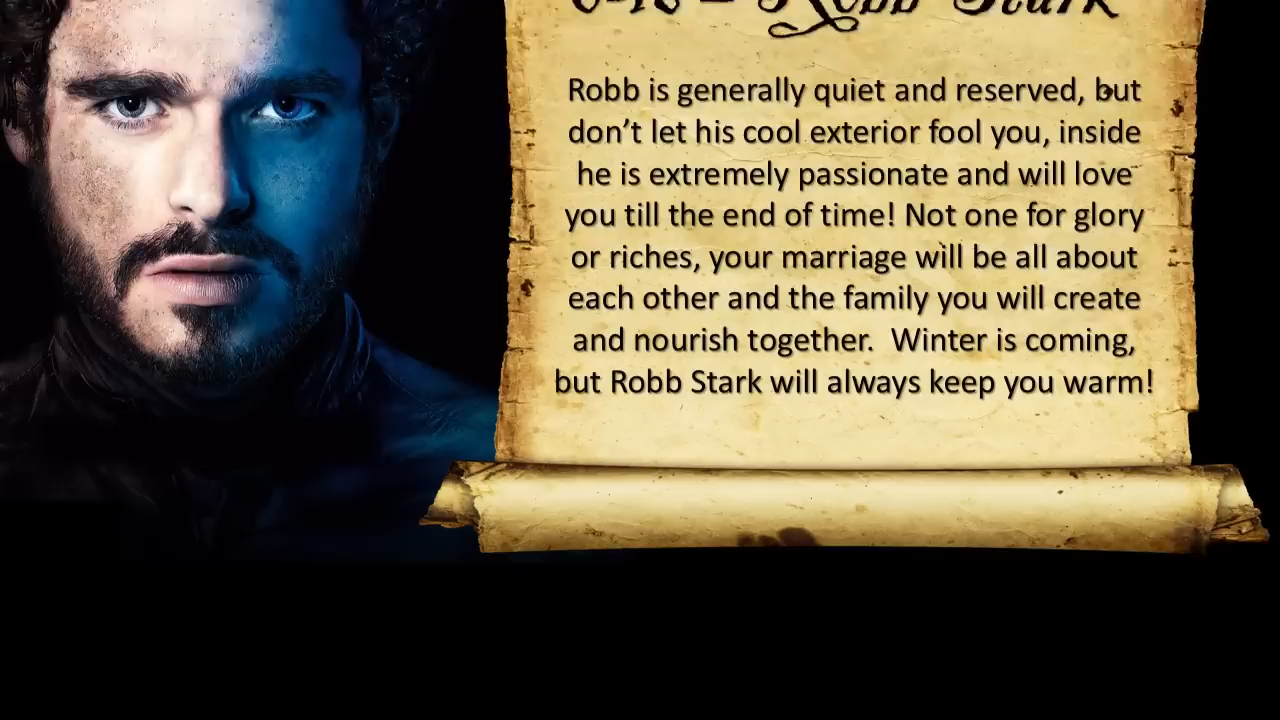 Robb Stark
Robb is generally quiet and reserved, but
don’t let his cool exterior fool you, inside
he is extremely passionate and will love
you till the end of time! Not one for glory
or riches, your marriage will be all about
each other and the family you will create
and nourish together.  Winter is coming,
but Robb Stark will always keep you warm!